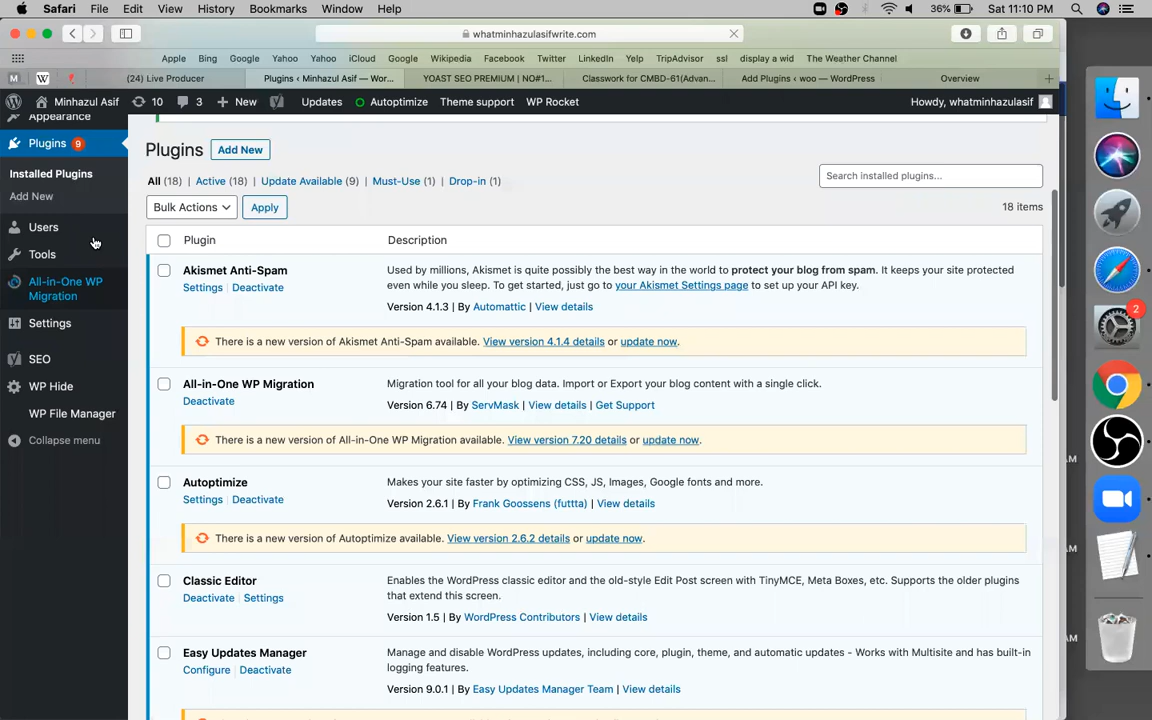 Safari File Edit View History Bookmarks Window Help 36% Sat 11:10 PM
whatminhazulasifwrite.com
Apple Bing Google Yahoo Yahoo iCloud Google Wikipedia Facebook Twitter LinkedIn Yelp TripAdvisor ssl display a wid The Weather Channel
M W (24) Live Producer Plugins ‹ Minhazul Asif — Wor... YOAST SEO PREMIUM | NO#1... Classwork for CMBD-61(Advan... Add Plugins ‹ woo — WordPress Overview
Minhazul Asif 10 3 New Updates Autoptimize Theme support WP Rocket Howdy, whatminhazulasif
Appearance
Plugins 9
Installed Plugins
Add New
Users
Tools
All-in-One WP
Migration
Settings
SEO
WP Hide
WP File Manager
Collapse menu
Plugins Add New
All (18) | Active (18) | Update Available (9) | Must-Use (1) | Drop-in (1)
Search installed plugins...
Bulk Actions Apply 18 items
Plugin Description
Akismet Anti-Spam Used by millions, Akismet is quite possibly the best way in the world to protect your blog from spam. It keeps your site protected
Settings | Deactivate even while you sleep. To get started, just go to your Akismet Settings page to set up your API key.
Version 4.1.3 | By Automattic | View details
There is a new version of Akismet Anti-Spam available. View version 4.1.4 details or update now.
All-in-One WP Migration Migration tool for all your blog data. Import or Export your blog content with a single click.
Deactivate Version 6.74 | By ServMask | View details | Get Support
There is a new version of All-in-One WP Migration available. View version 7.20 details or update now.
Autoptimize Makes your site faster by optimizing CSS, JS, Images, Google fonts and more.
Settings | Deactivate Version 2.6.1 | By Frank Goossens (futtta) | View details
There is a new version of Autoptimize available. View version 2.6.2 details or update now.
Classic Editor Enables the WordPress classic editor and the old-style Edit Post screen with TinyMCE, Meta Boxes, etc. Supports the older plugins
Deactivate | Settings that extend this screen.
Version 1.5 | By WordPress Contributors | View details
Easy Updates Manager Manage and disable WordPress updates, including core, plugin, theme, and automatic updates - Works with Multisite and has built-in
Configure | Deactivate logging features.
Version 9.0.1 | By Easy Updates Manager Team | View details
2
AM
AM
AM